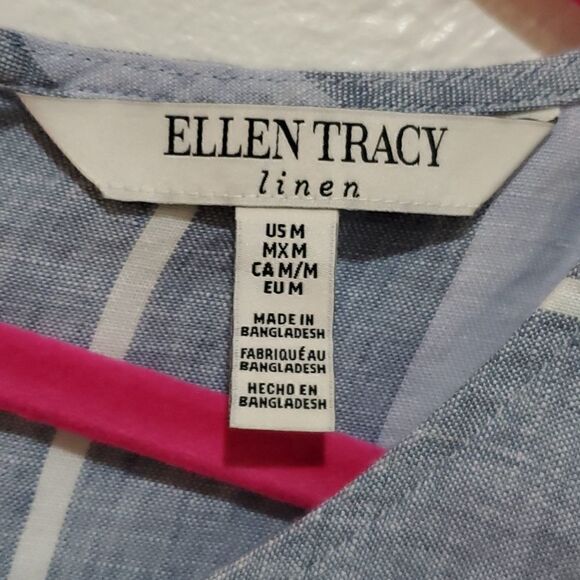 ELLEN TRACY
linen
US M
MX M
CA M/M
EU M
MADE IN
BANGLADESH
FABRIQUÉ AU
BANGLADESH
HECHO EN
BANGLADESH